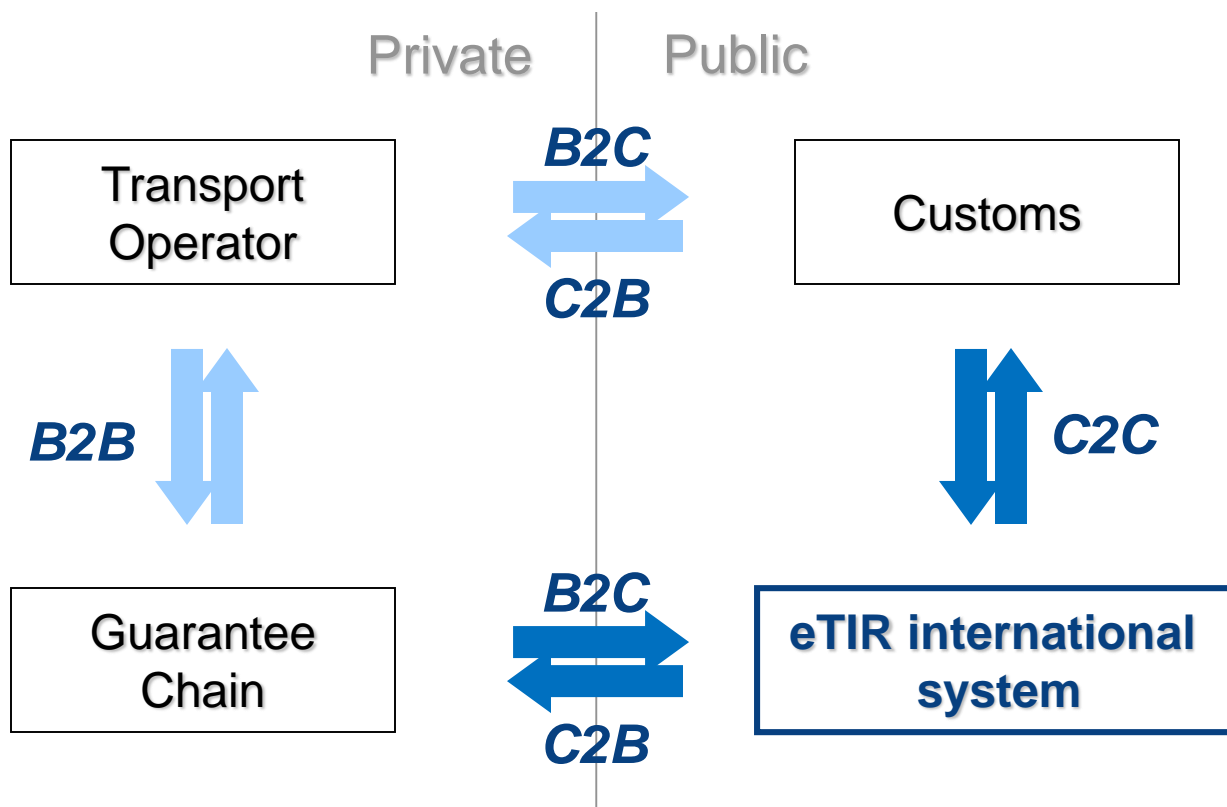 Private
Public
B2C
Transport
Operator
Customs
C2B
B2B
C2C
B2C
Guarantee
Chain
eTIR international
system
C2B